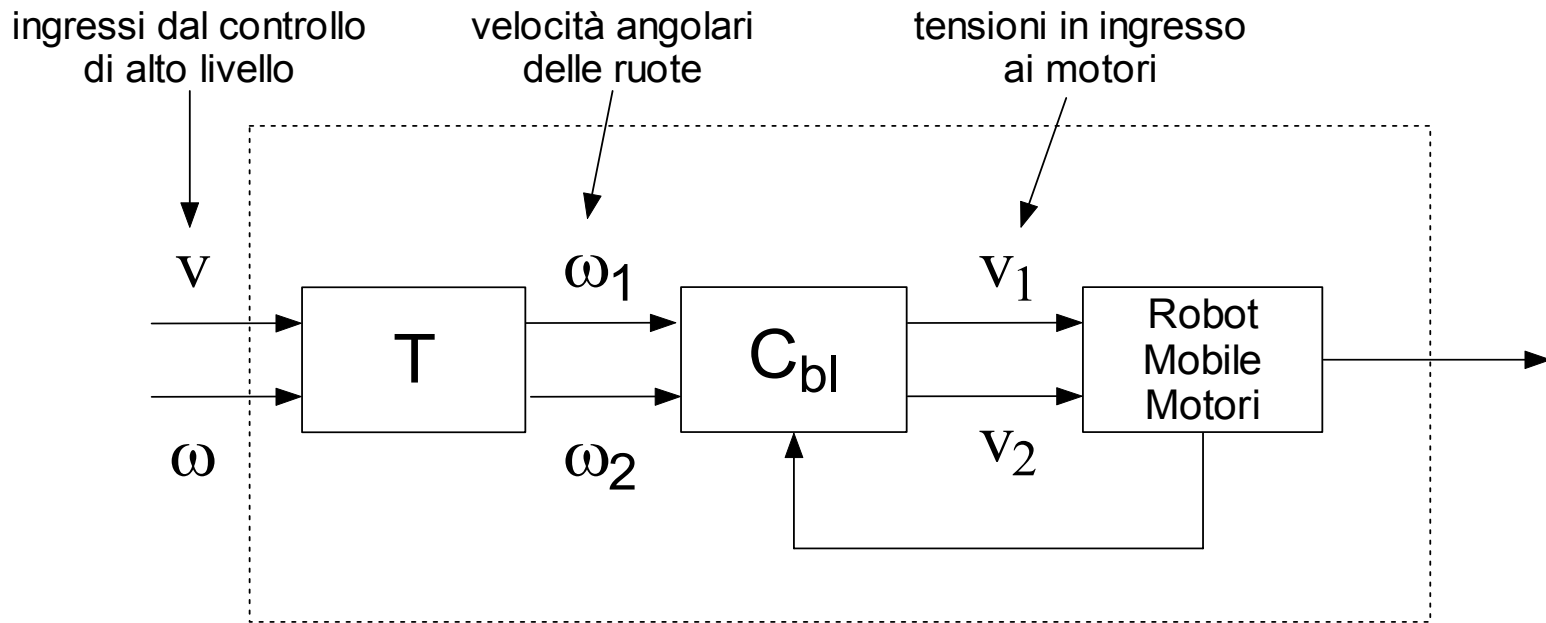 ingressi dal controllo
di alto livello
velocità angolari
delle ruote
tensioni in ingresso
ai motori
v
ω
T
ω1
ω2
Cbl
v1
v2
Robot
Mobile
Motori